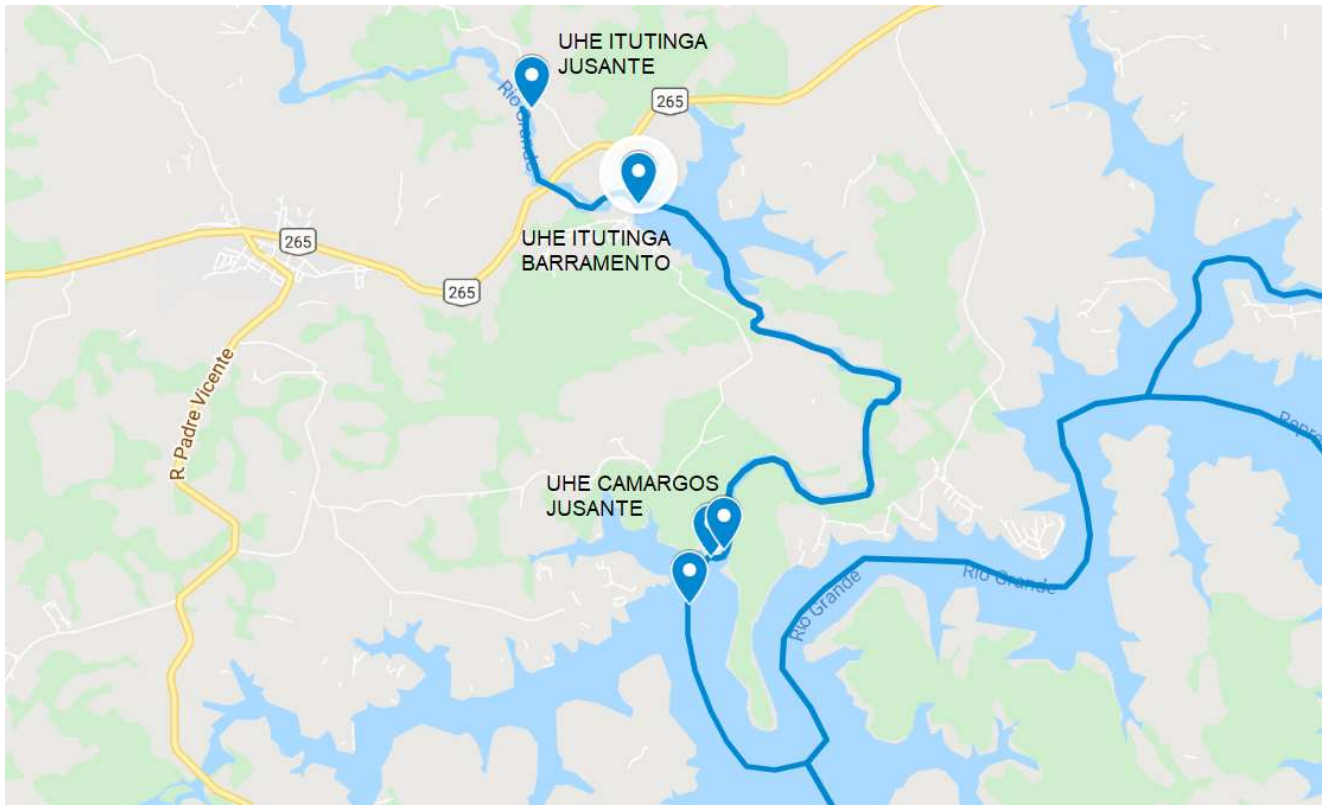 UHE ITUTINGA
JUSANTE
265
Rio Grande
UHE ITUTINGA
BARRAMENTO
265
265
R. Padre Vicente
UHE CAMARGOS
JUSANTE
Rio Grande
Rio Grande